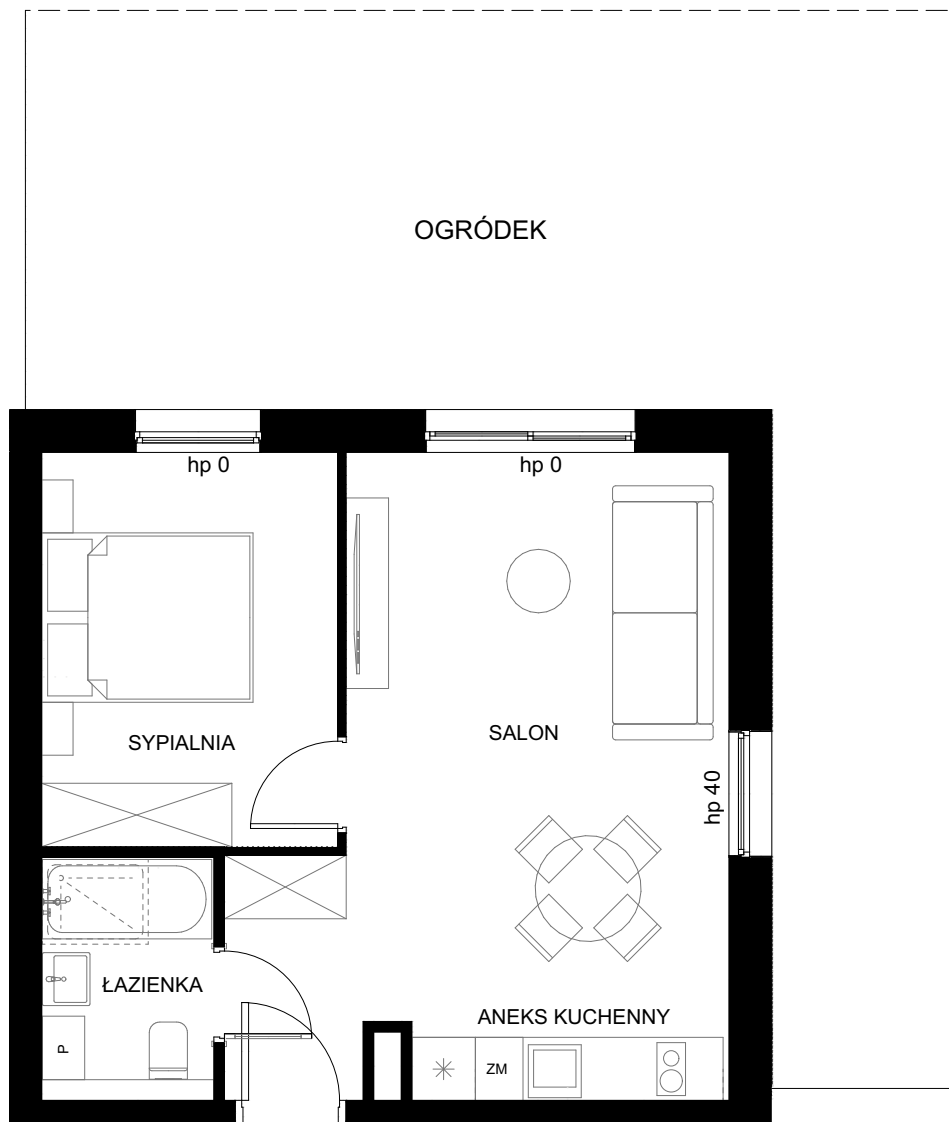 OGRÓDEK
hp 0
hp 0
SYPIALNIA
SALON
hp 40
ŁAZIENKA
ANEKS KUCHENNY
P
ZM